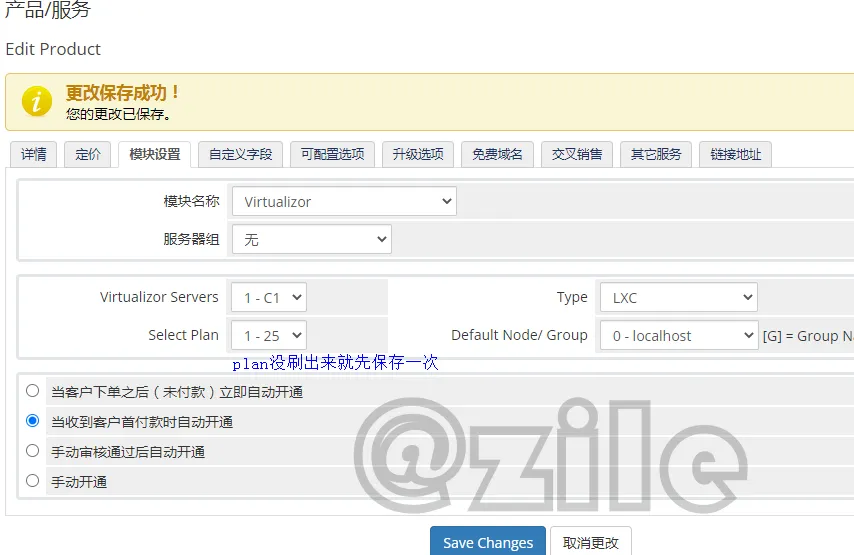 产品/服务
Edit Product
更改保存成功！
您的更改已保存。
详情 定价 模块设置 自定义字段 可配置选项 升级选项 免费域名 交叉销售 其它服务 链接地址
模块名称 Virtualizor
服务器组 无
Virtualizor Servers 1 - C1 Type LXC
Select Plan 1 - 25 Default Node/ Group 0 - localhost [G] = Group Na
plan没刷出来就先保存一次
当客户下单之后（未付款）立即自动开通
当收到客户首付款时自动开通
手动审核通过后自动开通
手动开通
@zile
Save Changes 取消更改